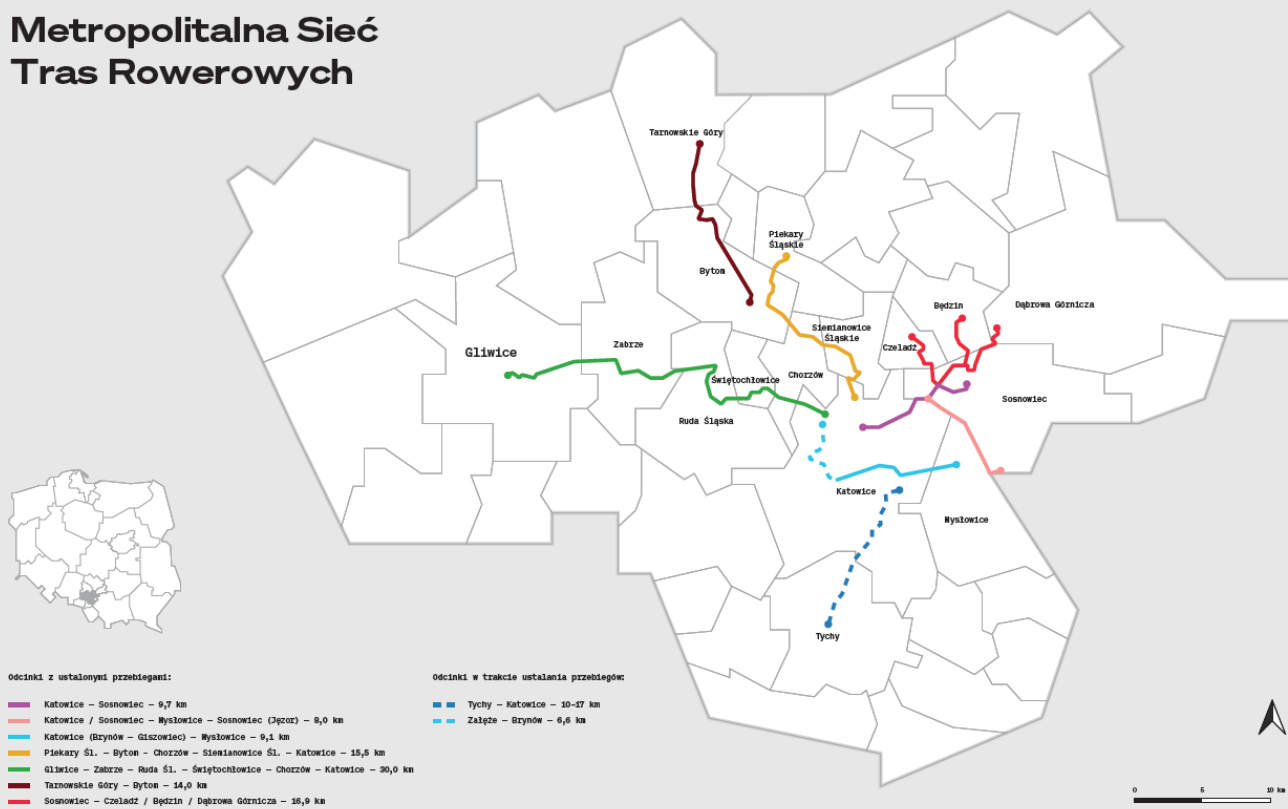 Metropolitalna Sieć
Tras Rowerowych
Tarnowskie Góry
Piekary
Śląskie
Bytom
Będzin
Dąbrowa Górnicza
Siemianowice
Śląskie
Czeladź
Zabrze
Gliwice
Chorzów
Świętochłowice
Sosnowiec
Ruda Śląska
Katowice
Mysłowice
Tychy
Odcinki z ustalonymi przebiegami:
Katowice – Sosnowiec – 9,7 km
Katowice / Sosnowiec – Mysłowice – Sosnowiec (Jęzor) – 8,0 km
Katowice (Brynów – Giszowiec) – Mysłowice – 9,1 km
Piekary Śl. – Bytom – Chorzów – Siemianowice Śl. – Katowice – 15,5 km
Gliwice – Zabrze – Ruda Śl. – Świętochłowice – Chorzów – Katowice – 30,0 km
Tarnowskie Góry – Bytom – 14,0 km
Sosnowiec – Czeladź / Będzin / Dąbrowa Górnicza – 16,9 km
Odcinki w trakcie ustalania przebiegów:
Tychy – Katowice – 10-17 km
Załęże – Brynów – 6,6 km
0 5 10 km